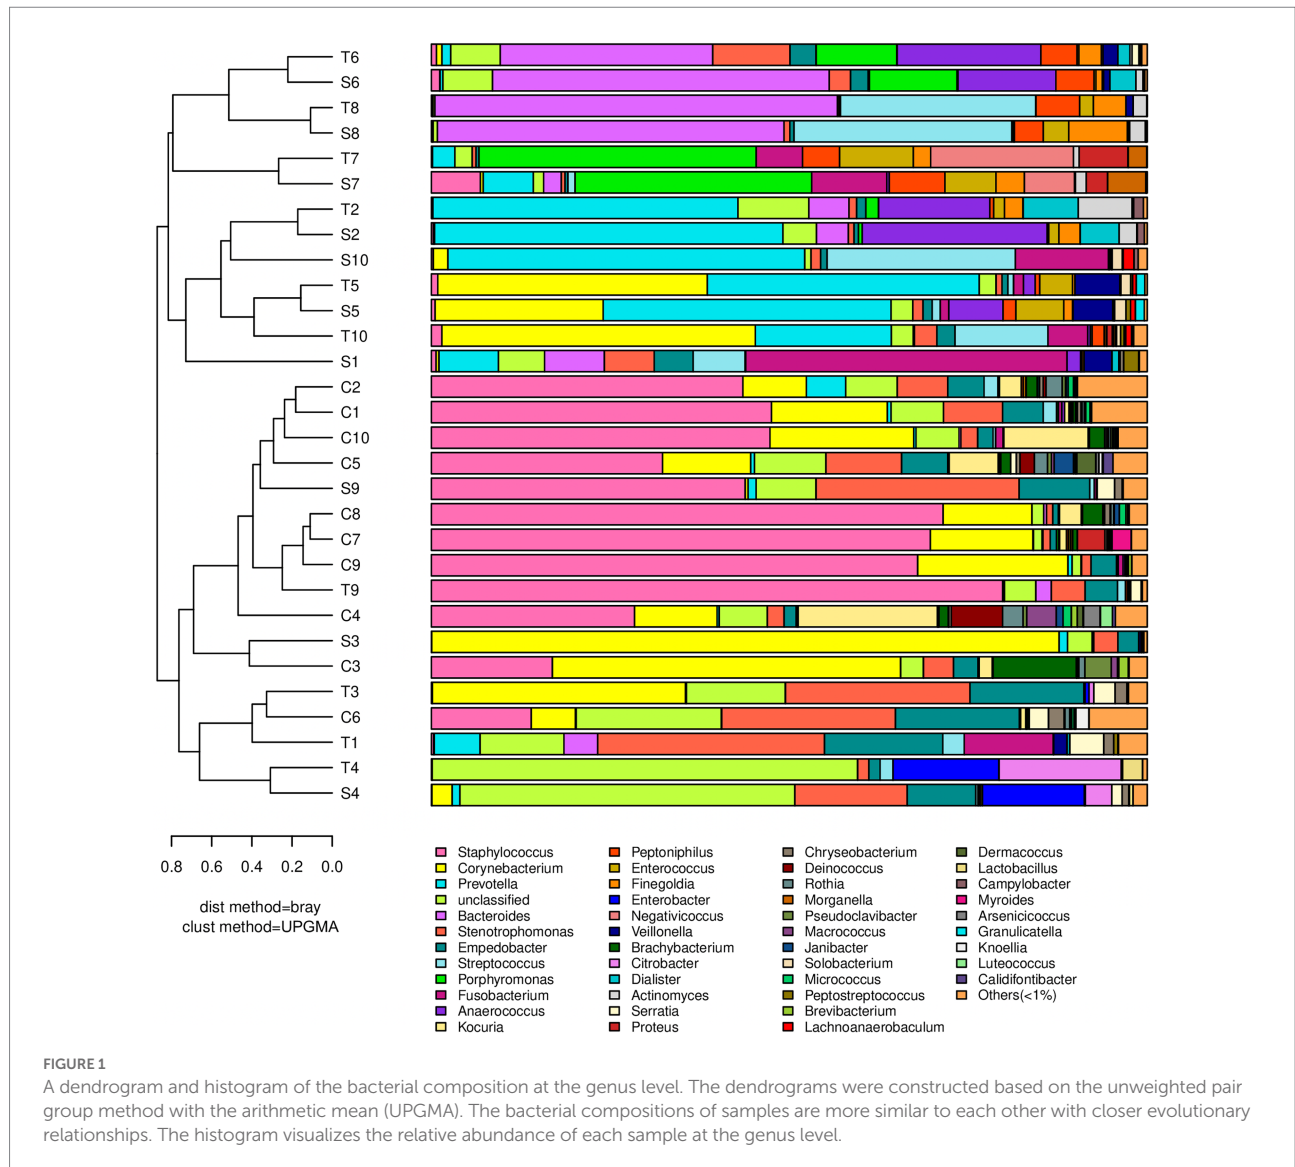 T6
S6
T8
S8
T7
S7
T2
S2
S10
T5
S5
T10
S1
C2
C1
C10
C5
S9
C8
C7
C9
T9
C4
S3
C3
T3
C6
T1
T4
S4
0.8 0.6 0.4 0.2 0.0
dist method=bray
clust method=UPGMA
Staphylococcus Peptoniphilus Chryseobacterium Dermacoccus
Corynebacterium Enterococcus Deinococcus Lactobacillus
Prevotella Finegoldia Rothia Campylobacter
unclassified Enterobacter Morganella Myroides
Bacteroides Negativicoccus Pseudoclavibacter Arsenicicoccus
Stenotrophomonas Veillonella Macrococcus Granulicatella
Empedobacter Brachybacterium Janibacter Knoellia
Streptococcus Citrobacter Solobacterium Luteococcus
Porphyromonas Dialister Micrococcus Calidifontibacter
Fusobacterium Actinomyces Peptostreptococcus Others(<1%)
Anaerococcus Serratia Brevibacterium
Kocuria Proteus Lachnoanaerobaculum
FIGURE 1
A dendrogram and histogram of the bacterial composition at the genus level. The dendrograms were constructed based on the unweighted pair
group method with the arithmetic mean (UPGMA). The bacterial compositions of samples are more similar to each other with closer evolutionary
relationships. The histogram visualizes the relative abundance of each sample at the genus level.